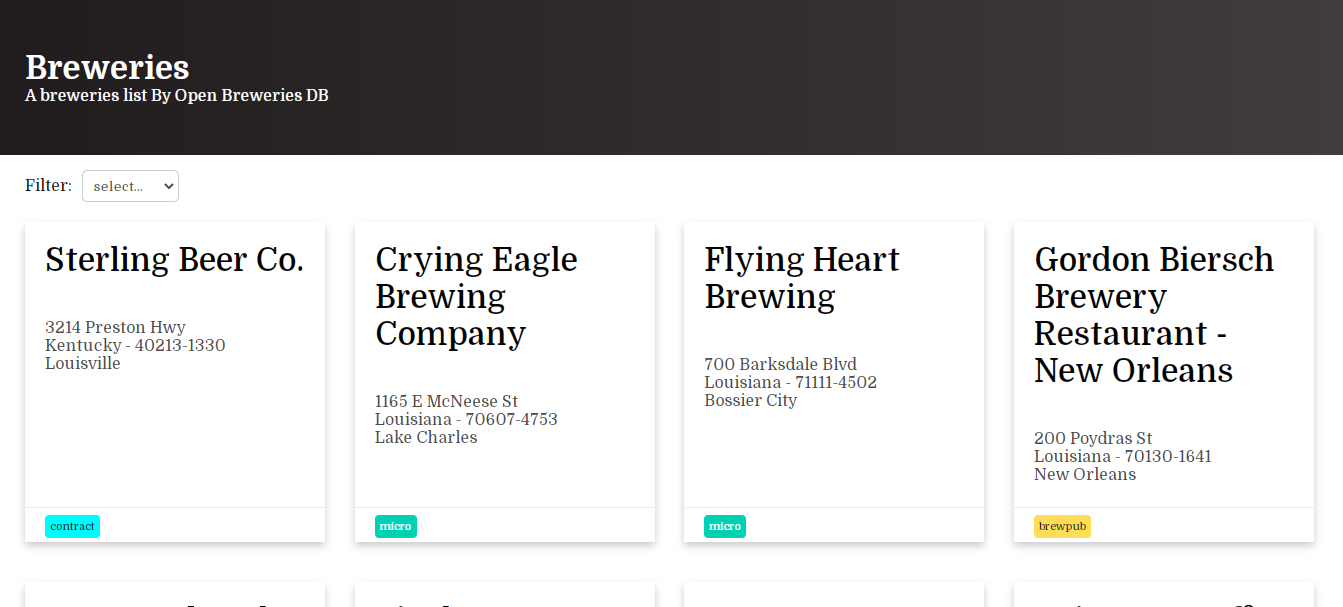 Breweries
A breweries list By Open Breweries DB
Filter: select...
Sterling Beer Co.
3214 Preston Hwy
Kentucky - 40213-1330
Louisville
contract
Crying Eagle
Brewing
Company
1165 E McNeese St
Louisiana - 70607-4753
Lake Charles
micro
Flying Heart
Brewing
700 Barksdale Blvd
Louisiana - 71111-4502
Bossier City
micro
Gordon Biersch
Brewery
Restaurant -
New Orleans
200 Poydras St
Louisiana - 70130-1641
New Orleans
brewpub